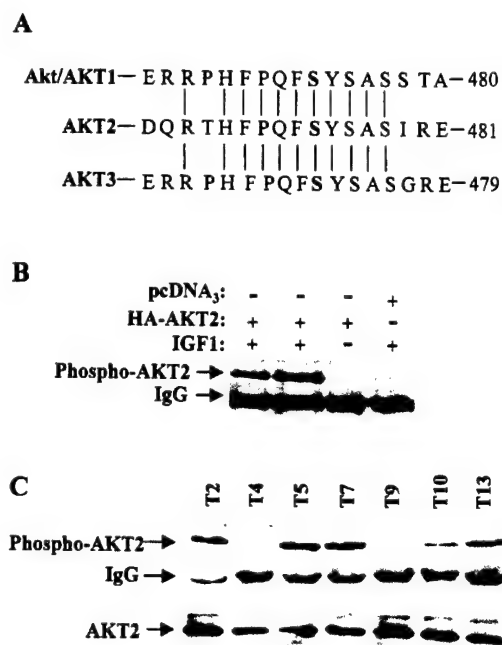 A
Akt/AKT1—E R R P H F P Q F S Y S A S S T A—480
AKT2—D Q R T H F P Q F S Y S A S I R E—481
AKT3—E R R P H F P Q F S Y S A S G R E—479
B
pcDNA3: - - - +
HA-AKT2: + + + -
IGF1: + + - +
Phospho-AKT2
IgG
C
T2 T4 T5 T7 T9 T10 T13
Phospho-AKT2
IgG
AKT2